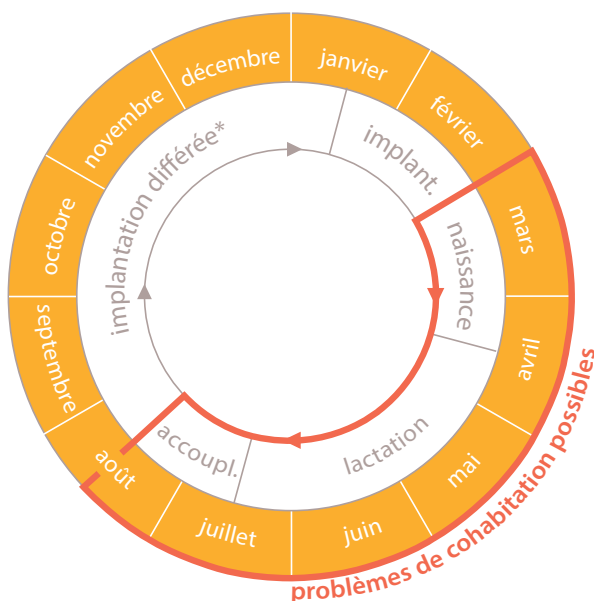 janvier
février
mars
avril
mai
juin
juillet
août
septembre
octobre
novembre
décembre
implant.
naissance
lactation
accoupl.
implantation différée*
problèmes de cohabitation possibles